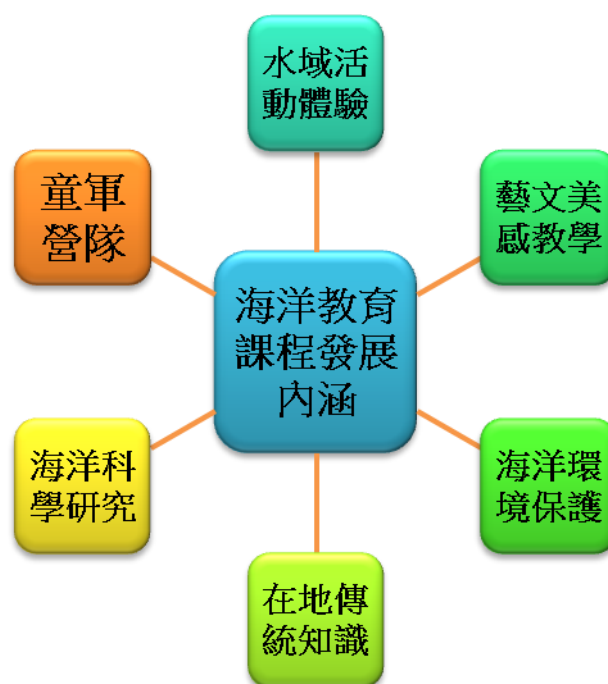 水域活
動體驗
童軍
營隊
藝文美
感教學
海洋教育
課程發展
內涵
海洋科
學研究
海洋環
境保護
在地傳
統知識